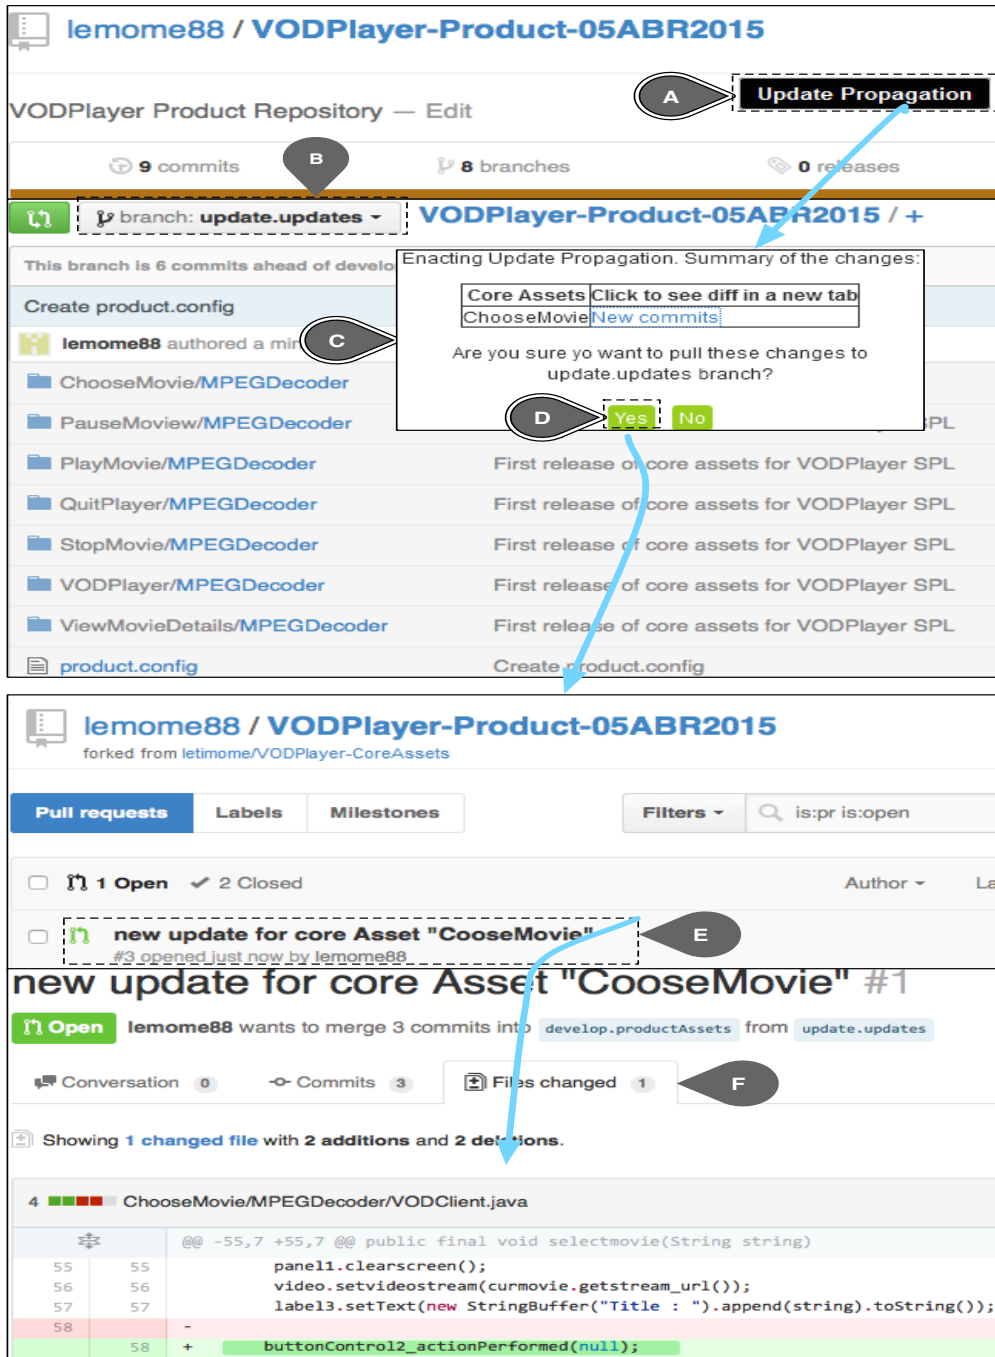 lemome88 / VODPlayer-Product-05ABR2015
A
Update Propagation
VODPlayer Product Repository — Edit
9 commits
B
8 branches
0 releases
branch: update.updates
VODPlayer-Product-05ABR2015 / +
This branch is 6 commits ahead of develo
Enacting Update Propagation. Summary of the changes:
Core Assets Click to see diff in a new tab
ChooseMovie New commits
Create product.config
lemome88 authored a min
C
Are you sure yo want to pull these changes to
update.updates branch?
D
Yes No
ChooseMovie/MPEGDecoder
PauseMoview/MPEGDecoder
PL
PlayMovie/MPEGDecoder First release of core assets for VODPlayer SPL
QuitPlayer/MPEGDecoder First release of core assets for VODPlayer SPL
StopMovie/MPEGDecoder First release of core assets for VODPlayer SPL
VODPlayer/MPEGDecoder First release of core assets for VODPlayer SPL
ViewMovieDetails/MPEGDecoder First release of core assets for VODPlayer SPL
product.config Create product.config
lemome88 / VODPlayer-Product-05ABR2015
forked from letimome/VODPlayer-CoreAssets
Pull requests Labels Milestones Filters is:pr is:open
1 Open 2 Closed Author La
new update for core Asset "CooseMovie"
E
#3 opened just now by lemome88
new update for core Asset "CooseMovie" #1
Open lemome88 wants to merge 3 commits into develop.productAssets from update.updates
Conversation 0 Commits 3 Files changed 1
F
Showing 1 changed file with 2 additions and 2 deletions.
4 ChooseMovie/MPEGDecoder/VODClient.java
@@ -55,7 +55,7 @@ public final void selectmovie(String string)
55 55 panel1.clearscreen();
56 56 video.setvideostream(curmovie.getstream_url());
57 57 label3.setText(new StringBuffer("Title : ").append(string).toString());
58 -
58 + buttonControl2_actionPerformed(null);